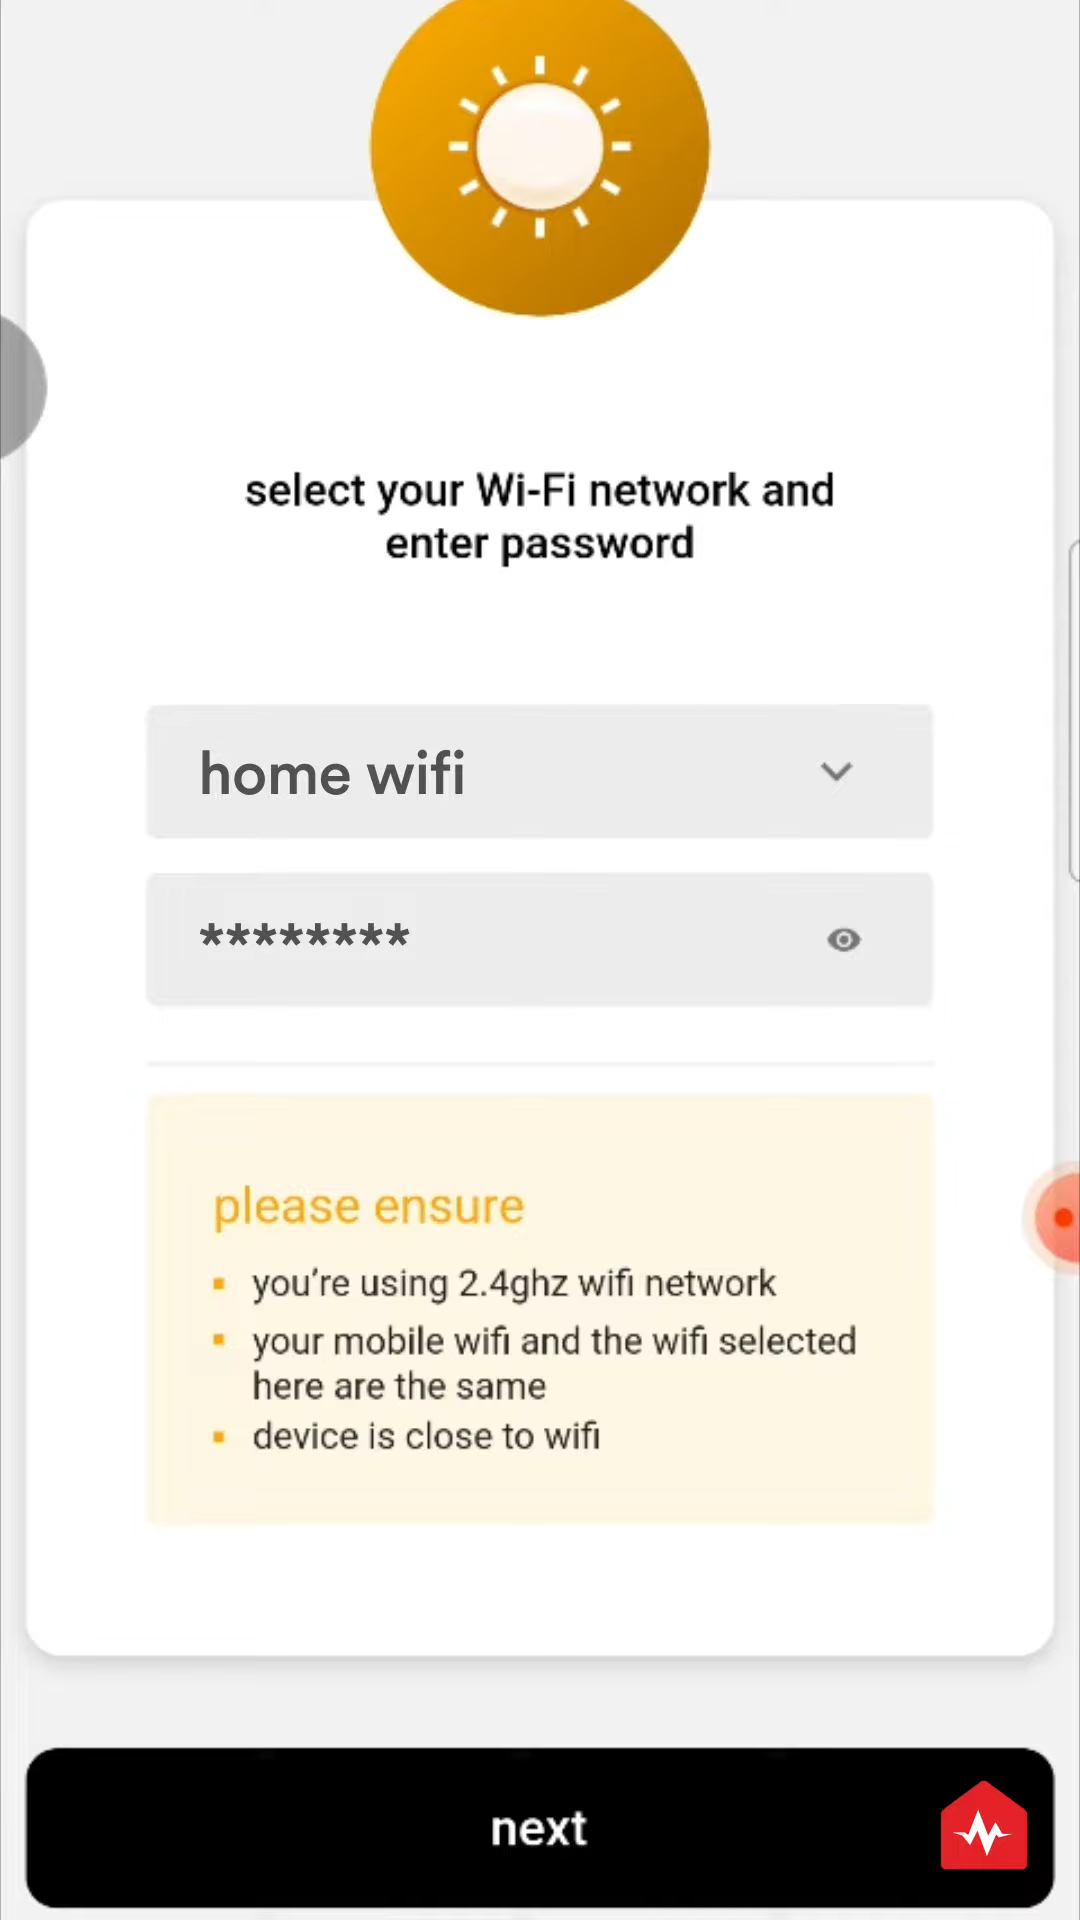 select your Wi-Fi network and
enter password
home wifi
********
please ensure
▪ you’re using 2.4ghz wifi network
▪ your mobile wifi and the wifi selected
here are the same
▪ device is close to wifi
next